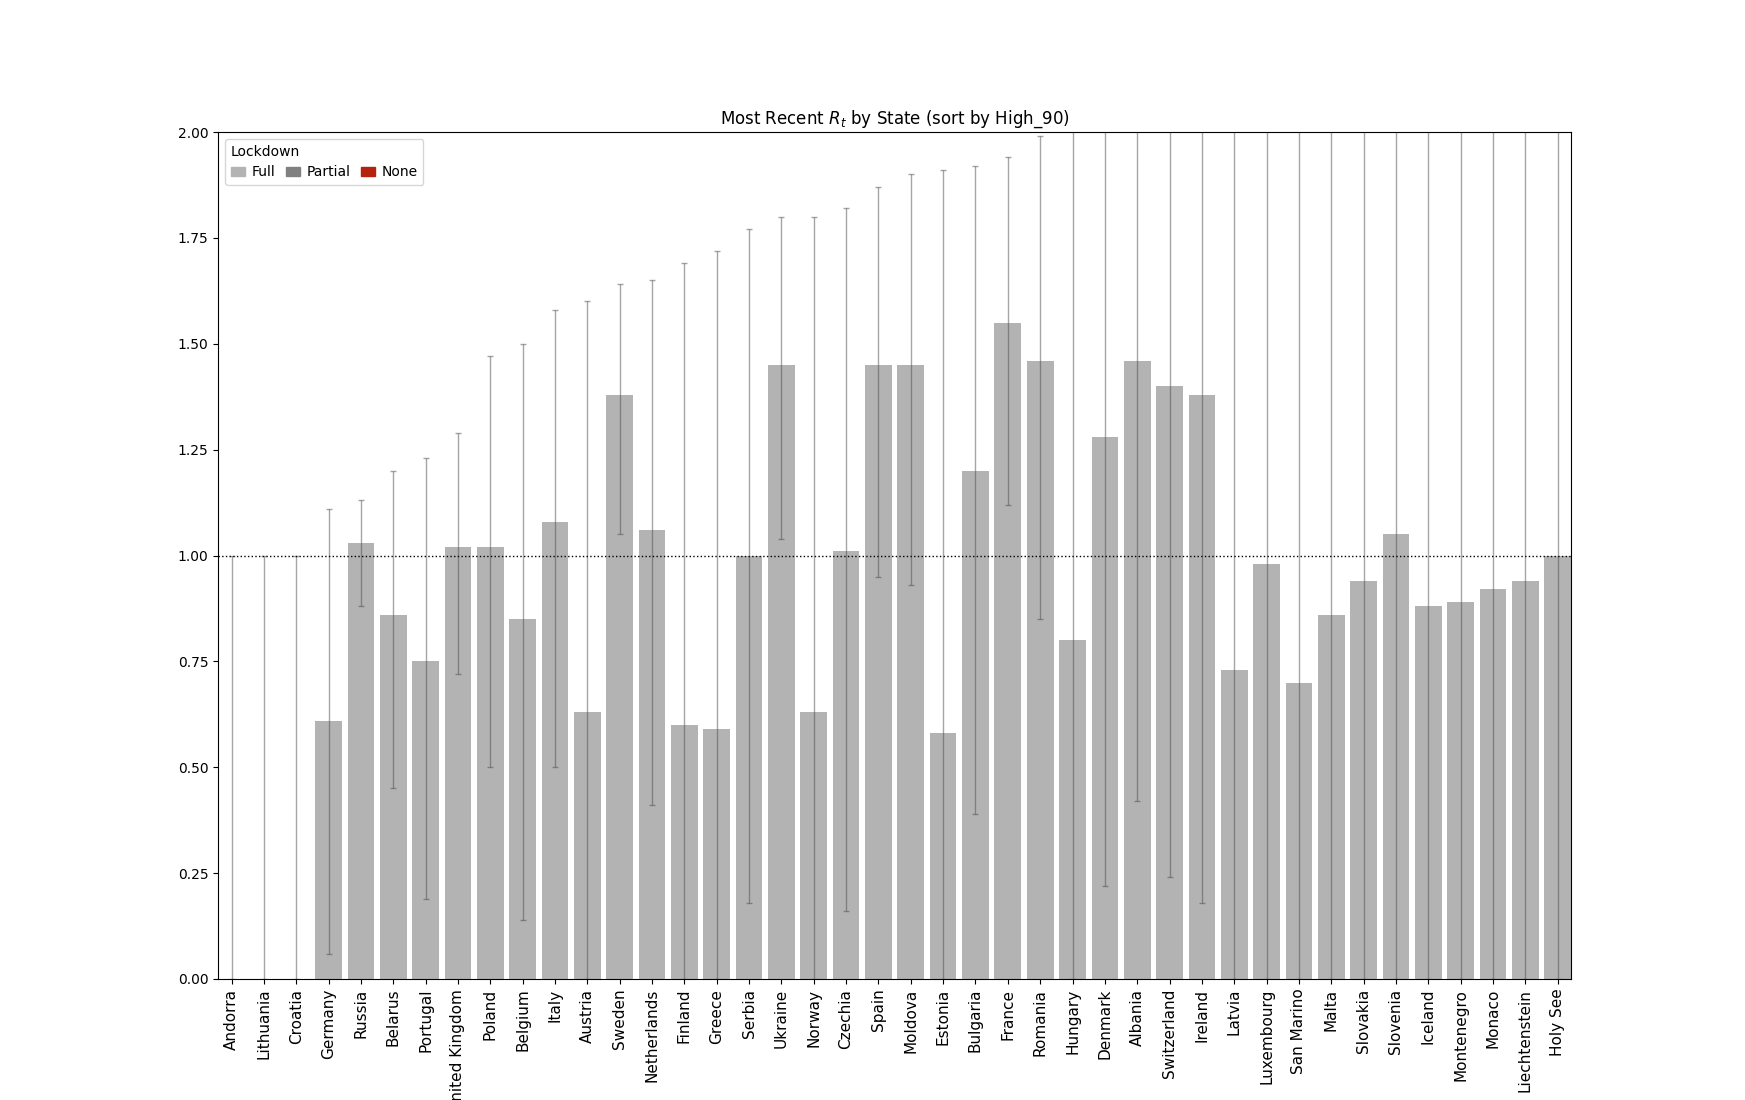 Most Recent R_t by State (sort by High_90)
Lockdown
Full Partial None
2.00
1.75
1.50
1.25
1.00
0.75
0.50
0.25
0.00
Andorra
Lithuania
Croatia
Germany
Russia
Belarus
Portugal
nited Kingdom
Poland
Belgium
Italy
Austria
Sweden
Netherlands
Finland
Greece
Serbia
Ukraine
Norway
Czechia
Spain
Moldova
Estonia
Bulgaria
France
Romania
Hungary
Denmark
Albania
Switzerland
Ireland
Latvia
Luxembourg
San Marino
Malta
Slovakia
Slovenia
Iceland
Montenegro
Monaco
Liechtenstein
Holy See